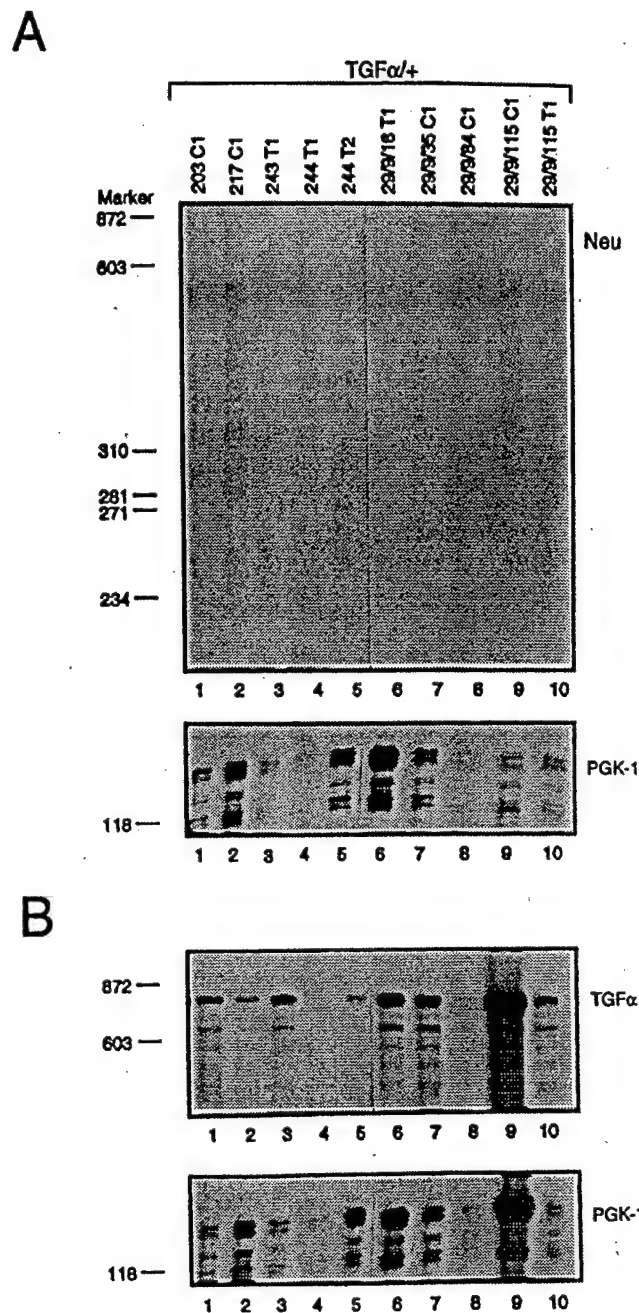 A
TGFα/+
203 C1
217 C1
243 T1
244 T1
244 T2
29/9/16 T1
29/9/35 C1
29/9/84 C1
29/9/115 C1
29/9/115 T1
Marker
872
Neu
603
310
281
271
234
1 2 3 4 5 6 7 8 9 10
PGK-1
118
1 2 3 4 5 6 7 8 9 10
B
872
TGFα
603
1 2 3 4 5 6 7 8 9 10
PGK-1
118
1 2 3 4 5 6 7 8 9 10